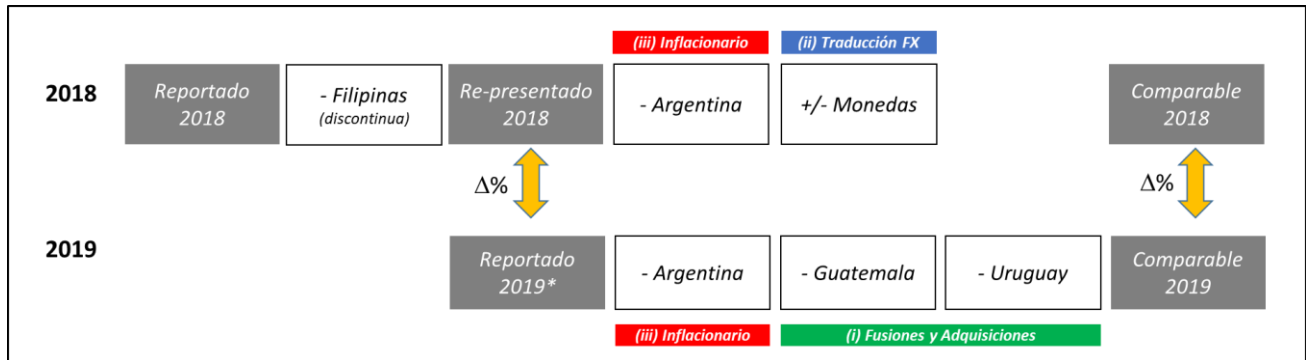 (iii) Inflacionario
(ii) Traducción FX
2018
Reportado
2018
- Filipinas
(discontinua)
Re-presentado
2018
- Argentina
+/- Monedas
Comparable
2018
Δ%
Δ%
2019
Reportado
2019*
- Argentina
- Guatemala
- Uruguay
Comparable
2019
(iii) Inflacionario
(i) Fusiones y Adquisiciones